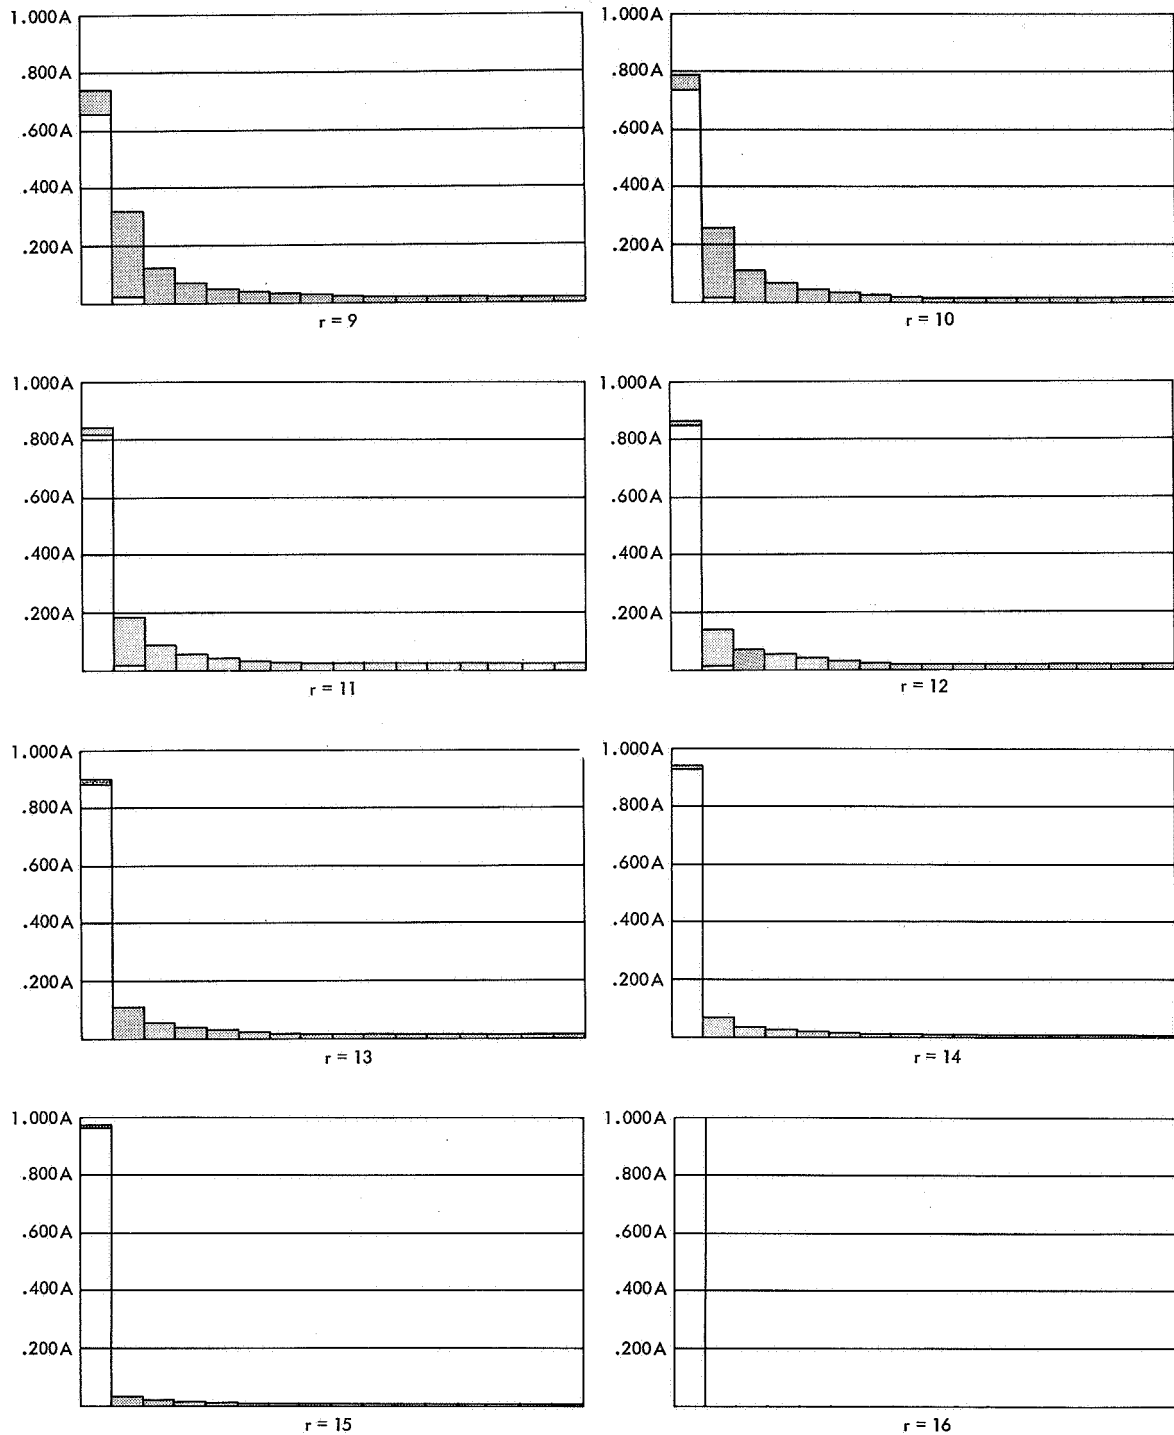 1.000A
.800A
.600A
.400A
.200A
r = 9
1.000A
.800A
.600A
.400A
.200A
r = 10
1.000A
.800A
.600A
.400A
.200A
r = 11
1.000A
.800A
.600A
.400A
.200A
r = 12
1.000A
.800A
.600A
.400A
.200A
r = 13
1.000A
.800A
.600A
.400A
.200A
r = 14
1.000A
.800A
.600A
.400A
.200A
r = 15
1.000A
.800A
.600A
.400A
.200A
r = 16